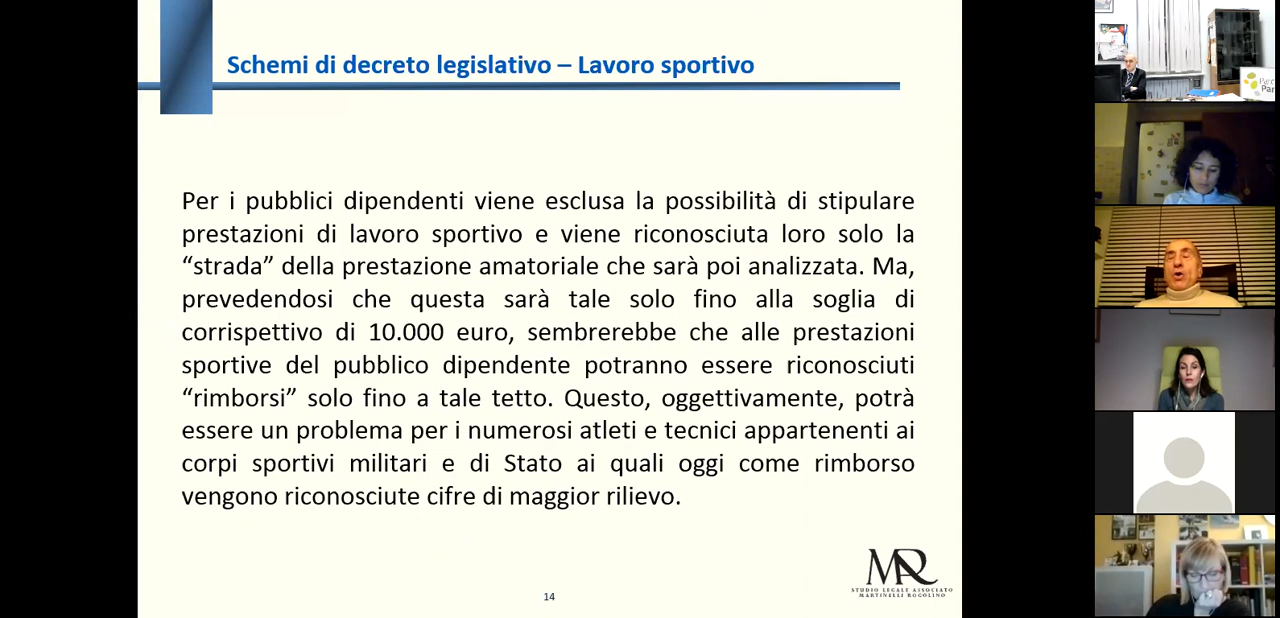 Schemi di decreto legislativo – Lavoro sportivo
Per i pubblici dipendenti viene esclusa la possibilità di stipulare
prestazioni di lavoro sportivo e viene riconosciuta loro solo la
“strada” della prestazione amatoriale che sarà poi analizzata. Ma,
prevedendosi che questa sarà tale solo fino alla soglia di
corrispettivo di 10.000 euro, sembrerebbe che alle prestazioni
sportive del pubblico dipendente potranno essere riconosciuti
“rimborsi” solo fino a tale tetto. Questo, oggettivamente, potrà
essere un problema per i numerosi atleti e tecnici appartenenti ai
corpi sportivi militari e di Stato ai quali oggi come rimborso
vengono riconosciute cifre di maggior rilievo.
14
MR
STUDIO LEGALE ASSOCIATO
MARTINELLI ROGOLINO